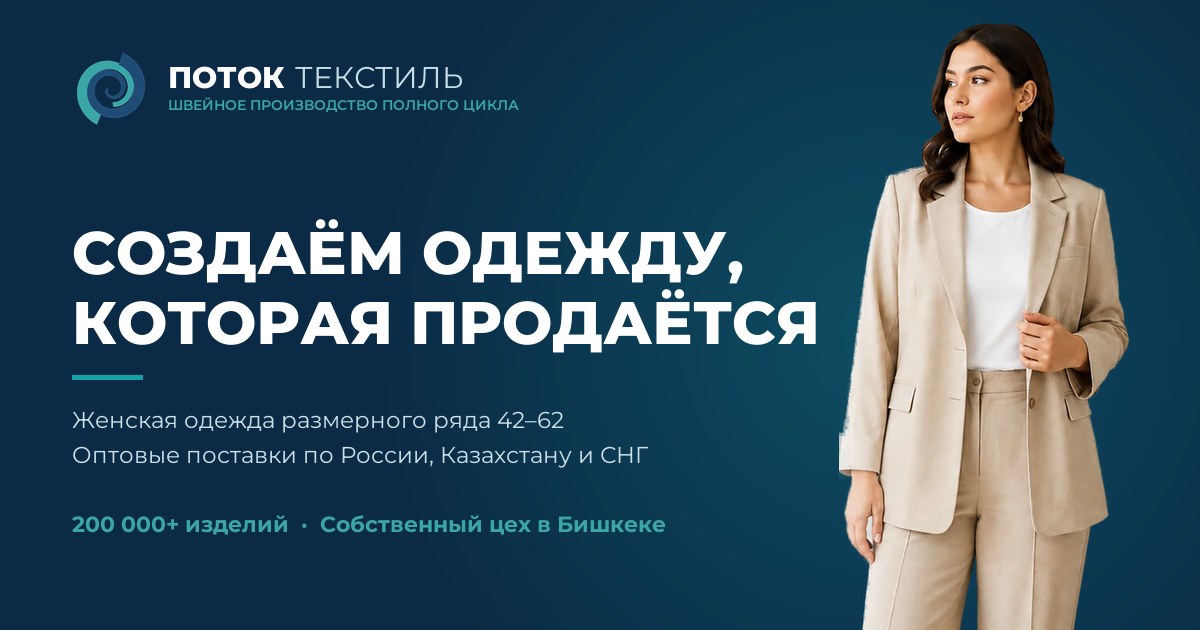 ПОТОК ТЕКСТИЛЬ
ШВЕЙНОЕ ПРОИЗВОДСТВО ПОЛНОГО ЦИКЛА
СОЗДАЁМ ОДЕЖДУ,
КОТОРАЯ ПРОДАЁТСЯ
Женская одежда размерного ряда 42–62
Оптовые поставки по России, Казахстану и СНГ
200 000+ изделий · Собственный цех в Бишкеке